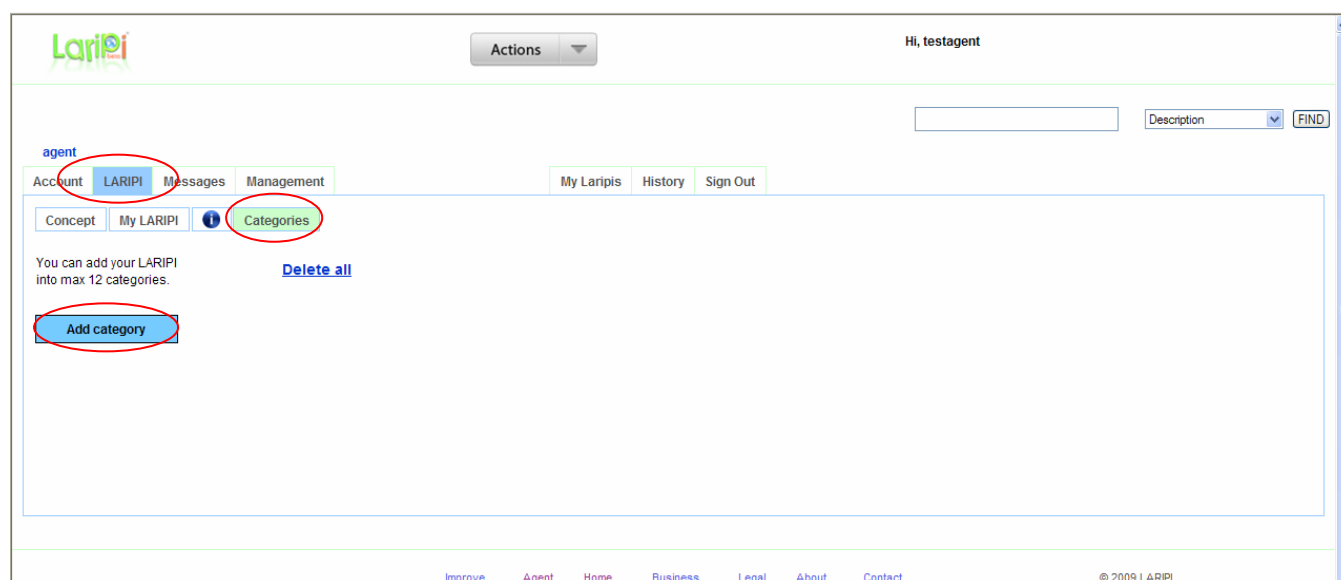 LariPi beta
Actions
Hi, testagent
Description FIND
agent
Account LARIPI Messages Management My Laripis History Sign Out
Concept My LARIPI i Categories
You can add your LARIPI
into max 12 categories.
Delete all
Add category
Improve Agent Home Business Legal About Contact © 2009 LARIPI